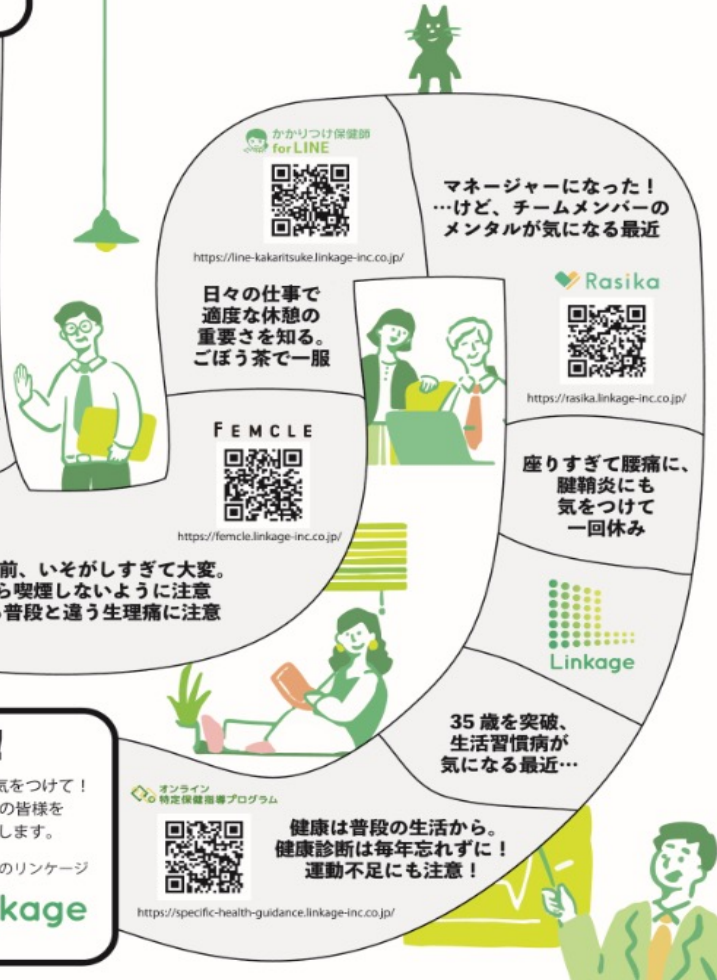 かかりつけ保健師
for LINE
https://line-kakaritsuke.linkage-inc.co.jp/
日々の仕事で
適度な休憩の
重要さを知る。
ごぼう茶で一服
マネージャーになった！
…けど、チームメンバーの
メンタルが気になる最近
Rasika
https://rasika.linkage-inc.co.jp/
座りすぎて腰痛に、
腱鞘炎にも
気をつけて
一回休み
FEMCLE
https://femcle.linkage-inc.co.jp/
前、いそがしすぎて大変。
ら喫煙しないように注意
普段と違う生理痛に注意
Linkage
35 歳を突破、
生活習慣病が
気になる最近…
オンライン
特定保健指導プログラム
https://specific-health-guidance.linkage-inc.co.jp/
健康は普段の生活から。
健康診断は毎年忘れずに！
運動不足にも注意！
気をつけて！
の皆様を
します。
のリンケージ
kage